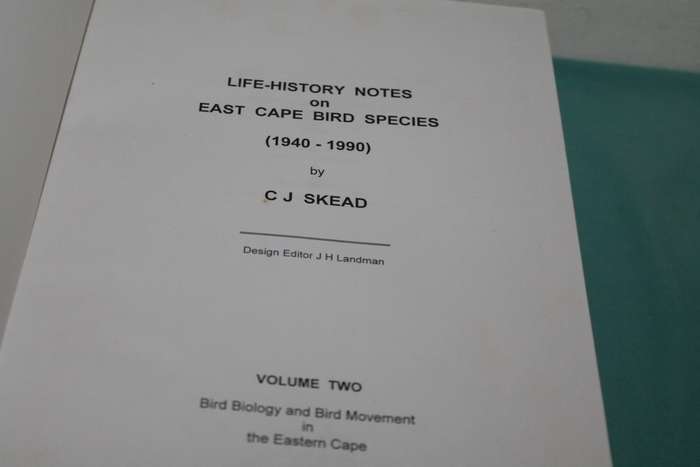 LIFE-HISTORY NOTES
on
EAST CAPE BIRD SPECIES
(1940 - 1990)
by
C J SKEAD
Design Editor J H Landman
VOLUME TWO
Bird Biology and Bird Movement
in
the Eastern Cape